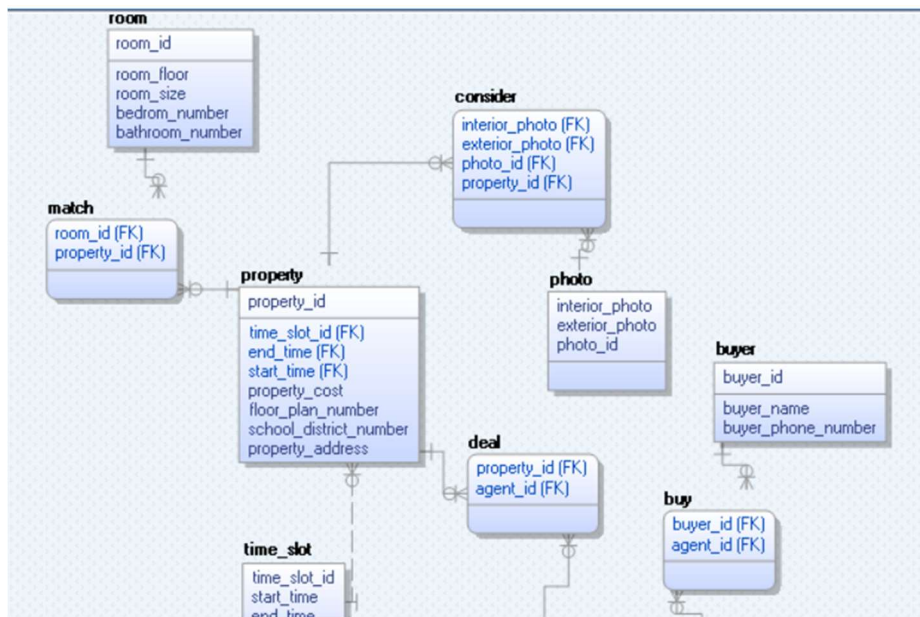 room
room_id
room_floor
room_size
bedrom_number
bathroom_number
consider
interior_photo (FK)
exterior_photo (FK)
photo_id (FK)
property_id (FK)
match
room_id (FK)
property_id (FK)
property
property_id
time_slot_id (FK)
end_time (FK)
start_time (FK)
property_cost
floor_plan_number
school_district_number
property_address
photo
interior_photo
exterior_photo
photo_id
buyer
buyer_id
buyer_name
buyer_phone_number
deal
property_id (FK)
agent_id (FK)
buy
buyer_id (FK)
agent_id (FK)
time_slot
time_slot_id
start_time
end_time